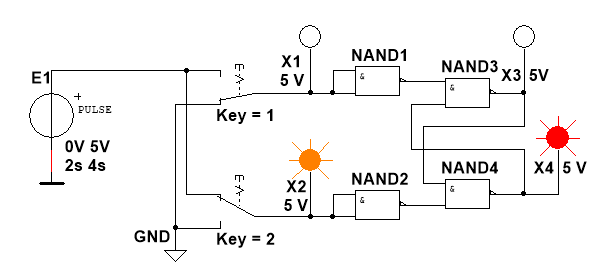 E1
PULSE
0V 5V
2s 4s
GND
Key = 1
Key = 2
X1
5 V
X2
5 V
NAND1
&
NAND2
&
NAND3
&
NAND4
&
X3 5V
X4 5 V